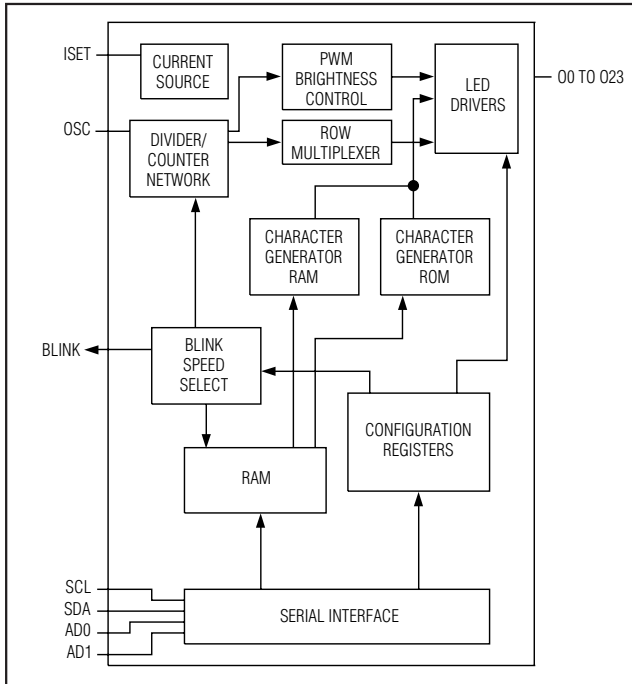 ISET
CURRENT
SOURCE
PWM
BRIGHTNESS
CONTROL
LED
DRIVERS
O0 TO O23
OSC
DIVIDER/
COUNTER
NETWORK
ROW
MULTIPLEXER
CHARACTER
GENERATOR
RAM
CHARACTER
GENERATOR
ROM
BLINK
BLINK
SPEED
SELECT
CONFIGURATION
REGISTERS
RAM
SCL
SDA
AD0
AD1
SERIAL INTERFACE